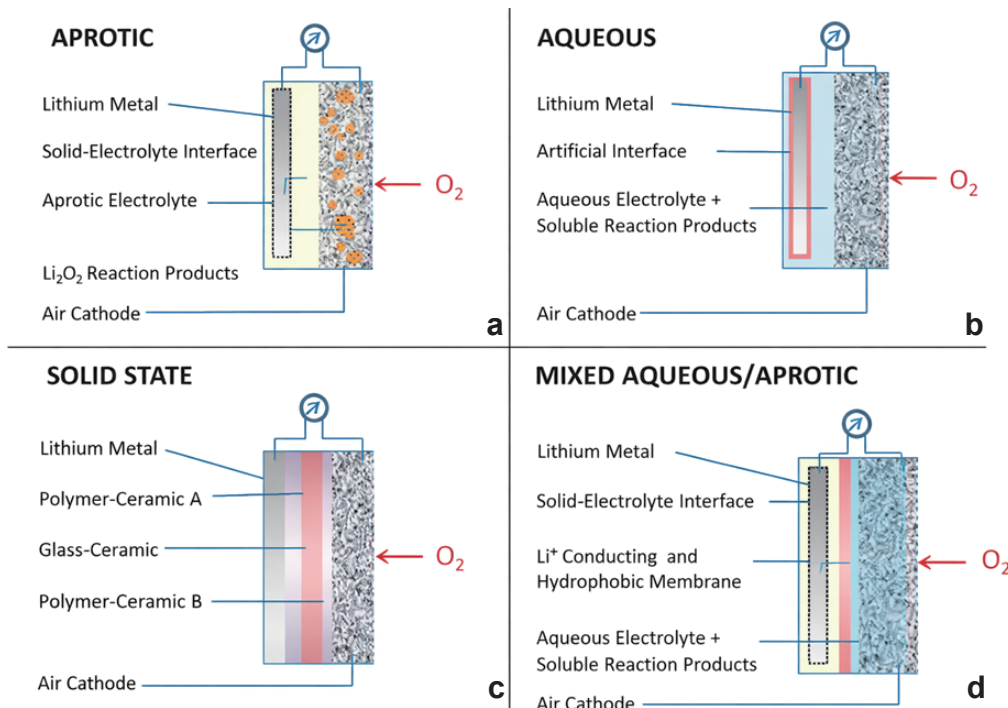 APROTIC
Lithium Metal
Solid-Electrolyte Interface
Aprotic Electrolyte
Li₂O₂ Reaction Products
Air Cathode
O₂
a
AQUEOUS
Lithium Metal
Artificial Interface
Aqueous Electrolyte +
Soluble Reaction Products
Air Cathode
O₂
b
SOLID STATE
Lithium Metal
Polymer-Ceramic A
Glass-Ceramic
Polymer-Ceramic B
Air Cathode
O₂
c
MIXED AQUEOUS/APROTIC
Lithium Metal
Solid-Electrolyte Interface
Li⁺ Conducting and
Hydrophobic Membrane
Aqueous Electrolyte +
Soluble Reaction Products
Air Cathode
O₂
d